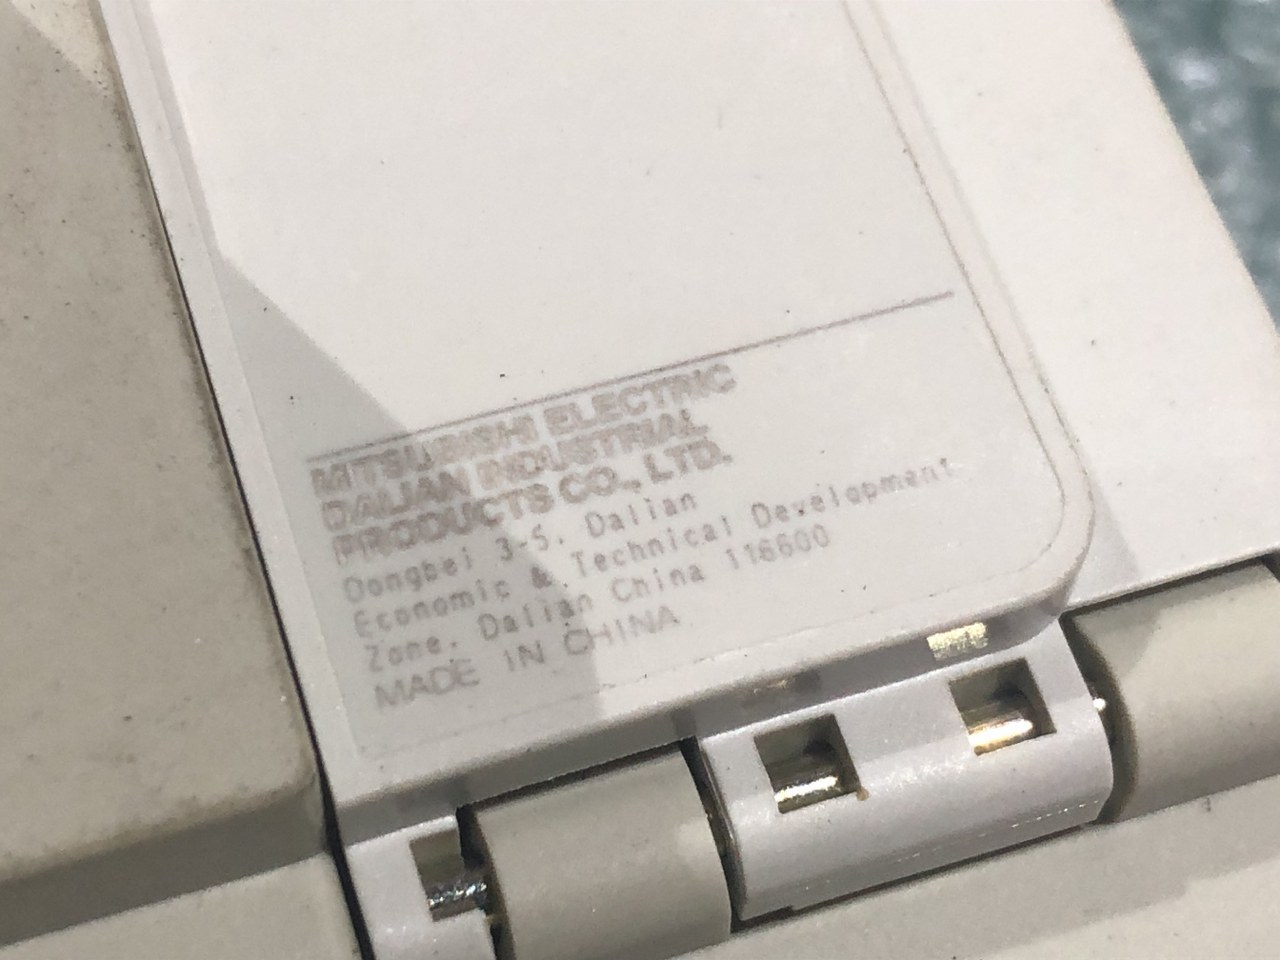 MITSUBISHI ELECTRIC
DALIAN INDUSTRIAL
PRODUCTS CO., LTD.
Dongbei 3-5, Dalian
Economic & Technical Development
Zone, Dalian China 116600
MADE IN CHINA